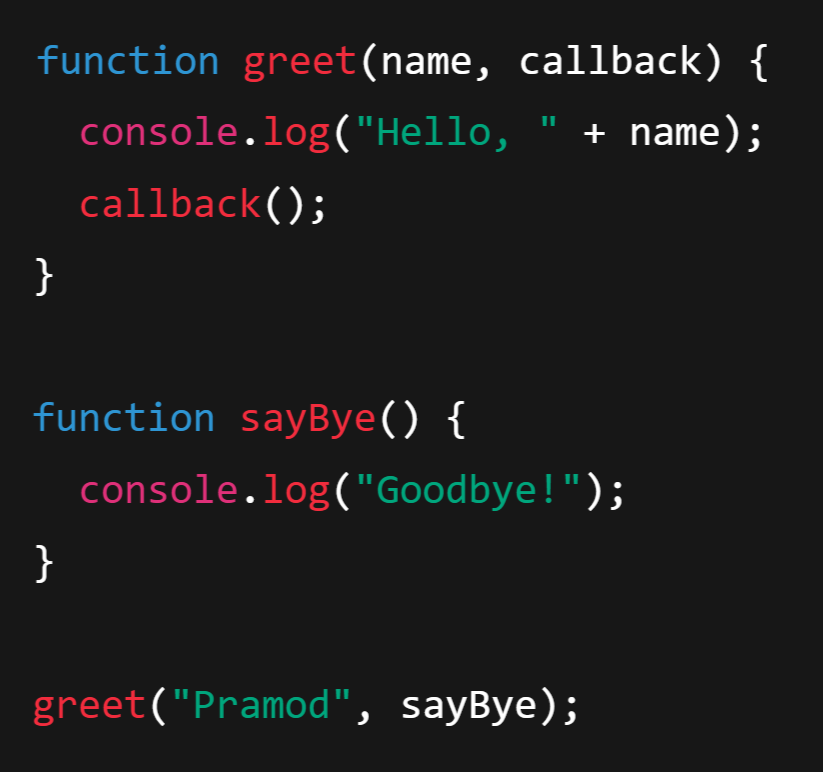 function greet(name, callback) {
  console.log("Hello, " + name);
  callback();
}

function sayBye() {
  console.log("Goodbye!");
}

greet("Pramod", sayBye);